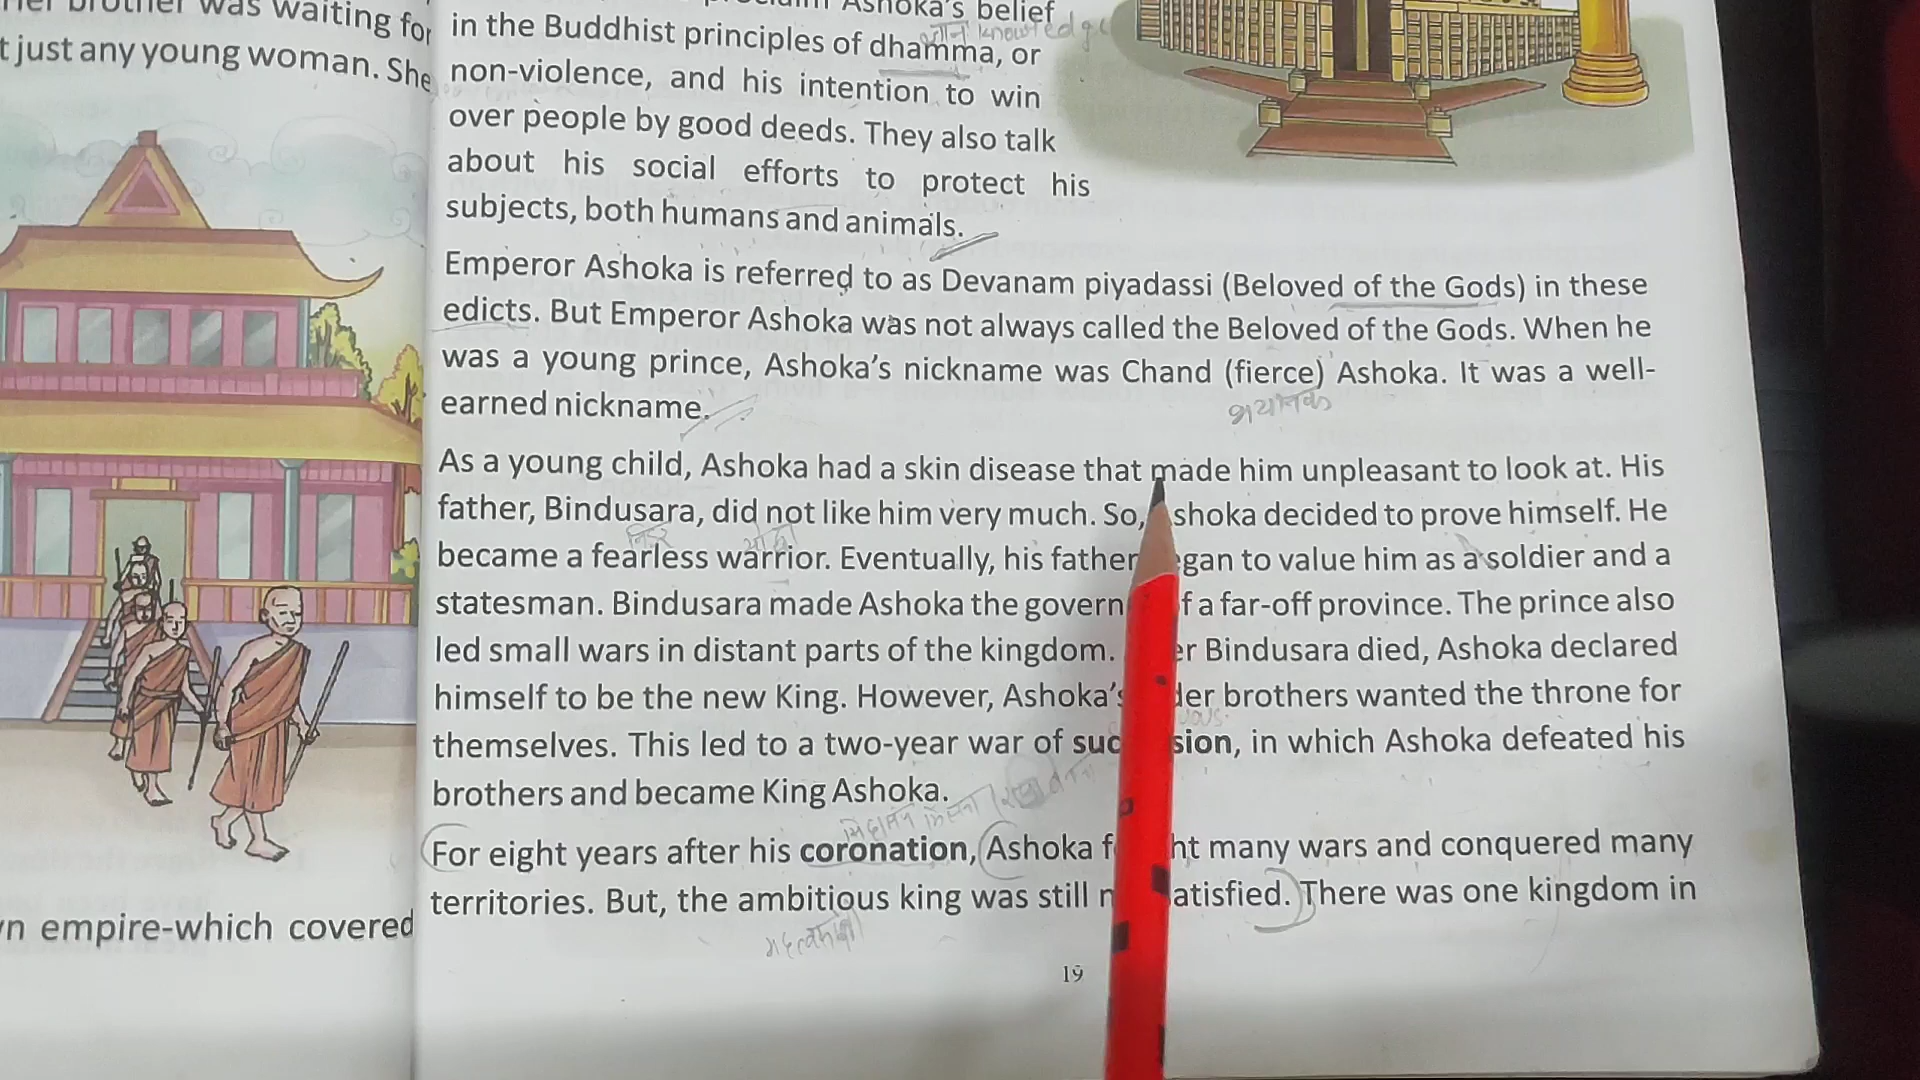 was waiting for
t just any young woman. She
n empire-which covered
Ashoka's belief
in the Buddhist principles of dhamma, or
knowledge
non-violence, and his intention to win
over people by good deeds. They also talk
about his social efforts to protect his
subjects, both humans and animals.
Emperor Ashoka is referred to as Devanam piyadassi (Beloved of the Gods) in these
edicts. But Emperor Ashoka was not always called the Beloved of the Gods. When he
was a young prince, Ashoka's nickname was Chand (fierce) Ashoka. It was a well-
भयानक
earned nickname.
As a young child, Ashoka had a skin disease that made him unpleasant to look at. His
father, Bindusara, did not like him very much. So, shoka decided to prove himself. He
निडर योद्धा
became a fearless warrior. Eventually, his father gan to value him as a soldier and a
statesman. Bindusara made Ashoka the govern f a far-off province. The prince also
led small wars in distant parts of the kingdom. er Bindusara died, Ashoka declared
himself to be the new King. However, Ashoka's der brothers wanted the throne for
themselves. This led to a two-year war of suc sion, in which Ashoka defeated his
brothers and became King Ashoka.
For eight years after his coronation, Ashoka f ht many wars and conquered many
territories. But, the ambitious king was still n atisfied. There was one kingdom in
19